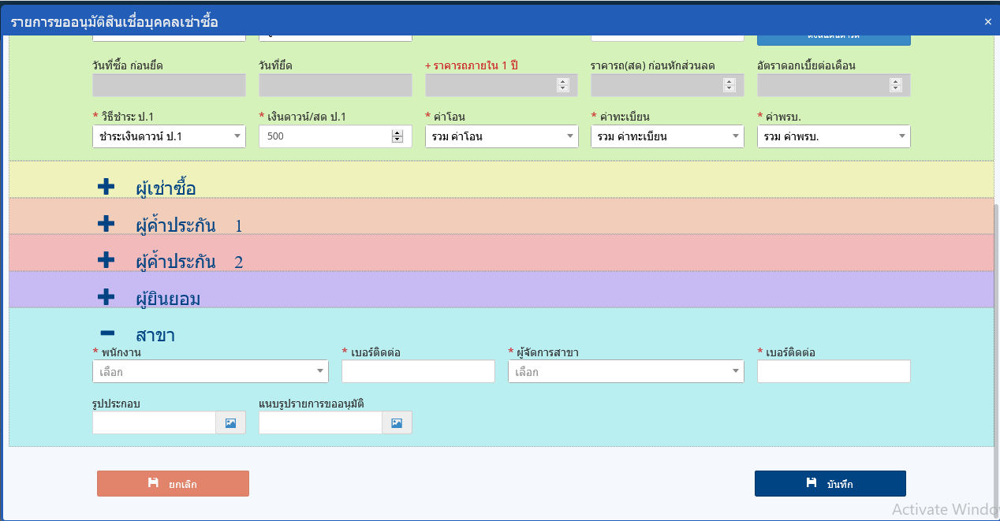 รายการขออนุมัติสินเชื่อบุคคลเช่าซื้อ ×
วันที่ซื้อ ก่อนยึด วันที่ยึด + ราคารถภายใน 1 ปี ราคารถ(สด) ก่อนหักส่วนลด อัตราดอกเบี้ยต่อเดือน
* วิธีชำระ ป.1 * เงินดาวน์/สด ป.1 * ค่าโอน * ค่าทะเบียน * ค่าพรบ.
ชำระเงินดาวน์ ป.1 500 รวม ค่าโอน รวม ค่าทะเบียน รวม ค่าพรบ.
ผู้เช่าซื้อ
ผู้ค้ำประกัน 1
ผู้ค้ำประกัน 2
ผู้ยินยอม
สาขา
* พนักงาน * เบอร์ติดต่อ * ผู้จัดการสาขา * เบอร์ติดต่อ
เลือก เลือก
รูปประกอบ แนบรูปรายการขออนุมัติ
ยกเลิก บันทึก
Activate Windo